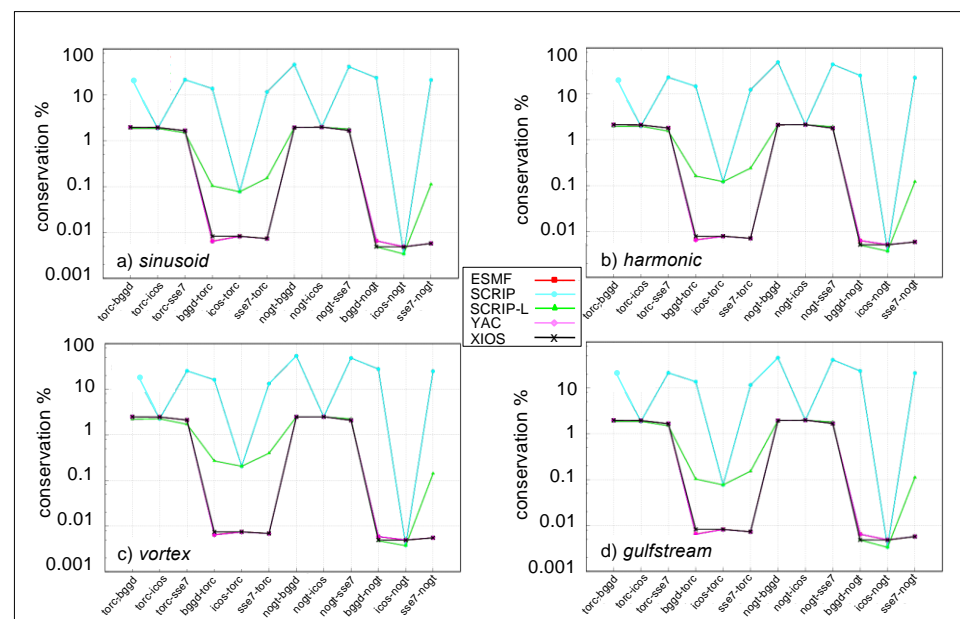 100
10
1
0.1
0.01
0.001
conservation %
a) sinusoid
torc-bggd
torc-icos
torc-sse7
bggd-torc
icos-torc
sse7-torc
nogt-bggd
nogt-icos
nogt-sse7
bggd-nogt
icos-nogt
sse7-nogt
100
10
1
0.1
0.01
0.001
conservation %
b) harmonic
torc-bggd
torc-icos
torc-sse7
bggd-torc
icos-torc
sse7-torc
nogt-bggd
nogt-icos
nogt-sse7
bggd-nogt
icos-nogt
sse7-nogt
ESMF
SCRIP
SCRIP-L
YAC
XIOS
100
10
1
0.1
0.01
0.001
conservation %
c) vortex
torc-bggd
torc-icos
torc-sse7
bggd-torc
icos-torc
sse7-torc
nogt-bggd
nogt-icos
nogt-sse7
bggd-nogt
icos-nogt
sse7-nogt
100
10
1
0.1
0.01
0.001
conservation %
d) gulfstream
torc-bggd
torc-icos
torc-sse7
bggd-torc
icos-torc
sse7-torc
nogt-bggd
nogt-icos
nogt-sse7
bggd-nogt
icos-nogt
sse7-nogt